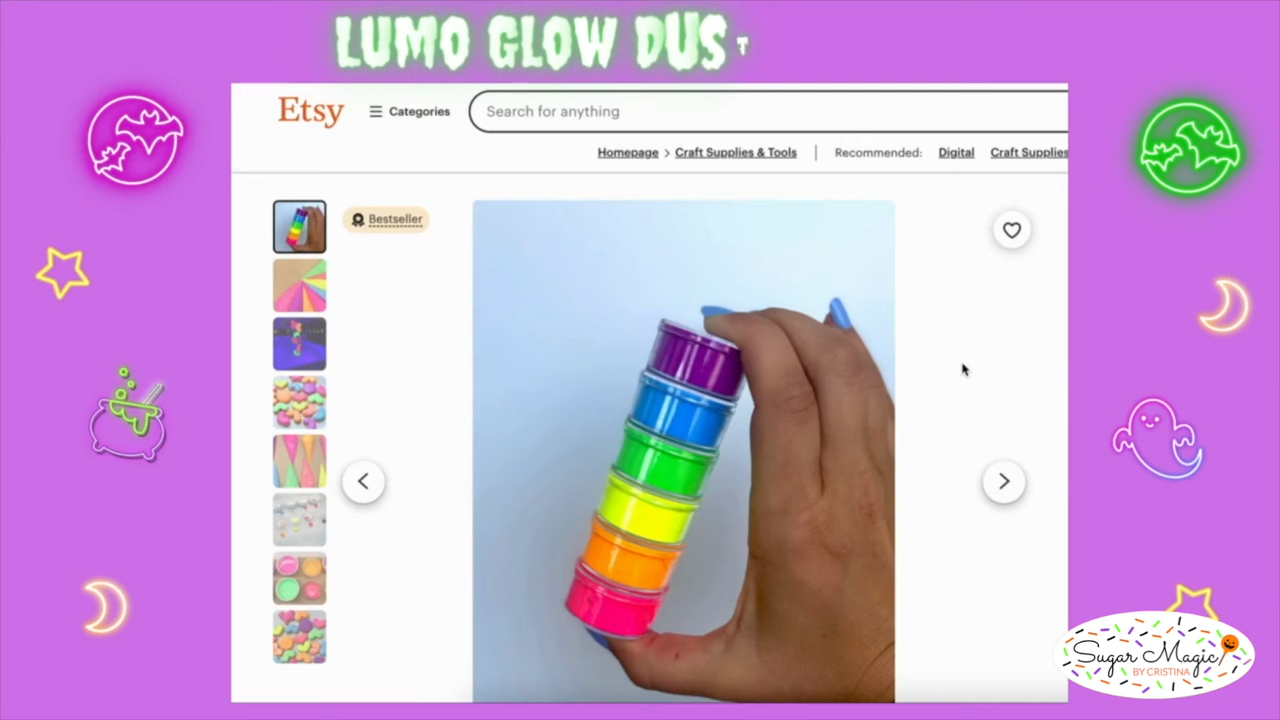 LUMO GLOW DUST
Etsy
Categories
Search for anything
Homepage > Craft Supplies & Tools
Recommended:
Digital
Craft Supplies
Bestseller
Sugar Magic
BY CRISTINA